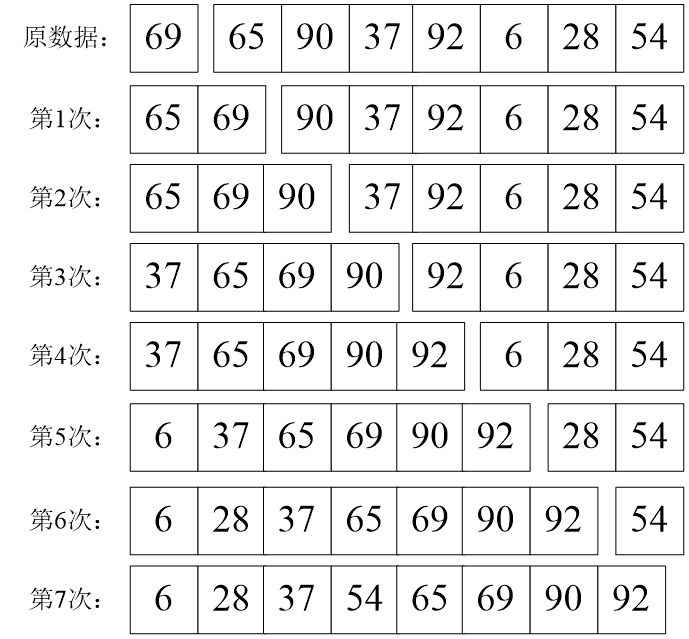 原数据： 69 65 90 37 92 6 28 54
第1次： 65 69 90 37 92 6 28 54
第2次： 65 69 90 37 92 6 28 54
第3次： 37 65 69 90 92 6 28 54
第4次： 37 65 69 90 92 6 28 54
第5次： 6 37 65 69 90 92 28 54
第6次： 6 28 37 65 69 90 92 54
第7次： 6 28 37 54 65 69 90 92